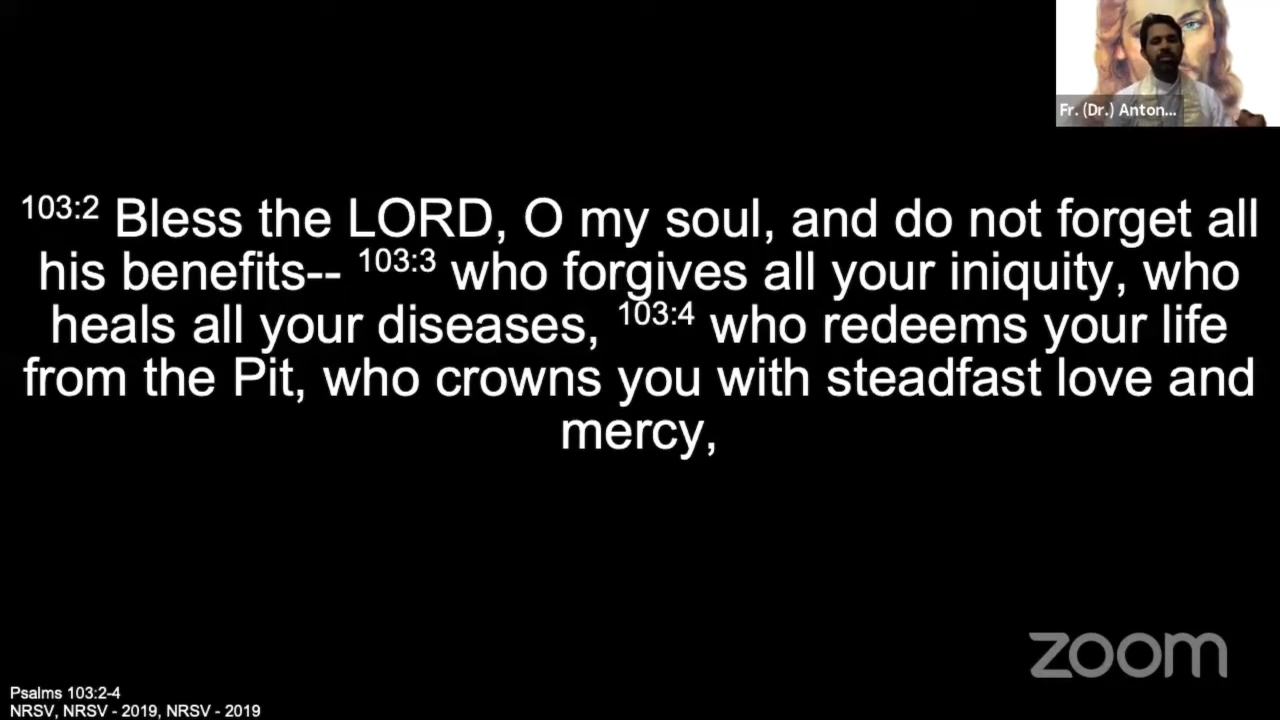 Fr. (Dr.) Anton...
103:2 Bless the LORD, O my soul, and do not forget all
his benefits-- 103:3 who forgives all your iniquity, who
heals all your diseases, 103:4 who redeems your life
from the Pit, who crowns you with steadfast love and
mercy,
zoom
Psalms 103:2-4
NRSV, NRSV - 2019, NRSV - 2019